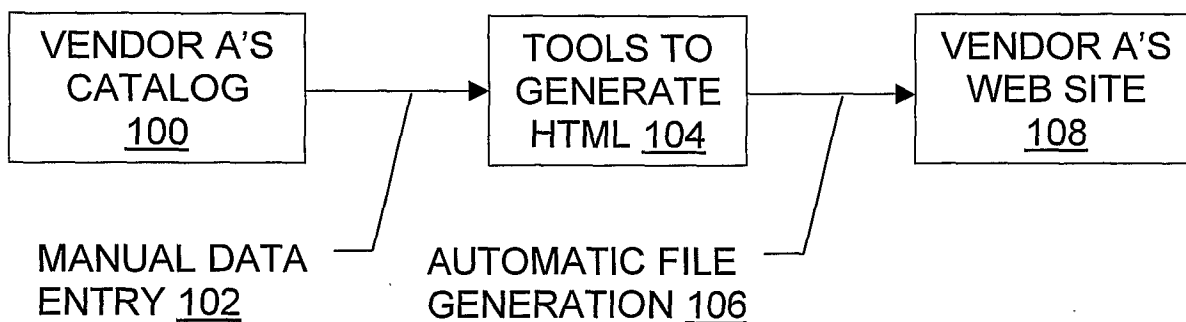 VENDOR A'S
CATALOG
100
TOOLS TO
GENERATE
HTML 104
VENDOR A'S
WEB SITE
108
MANUAL DATA
ENTRY 102
AUTOMATIC FILE
GENERATION 106